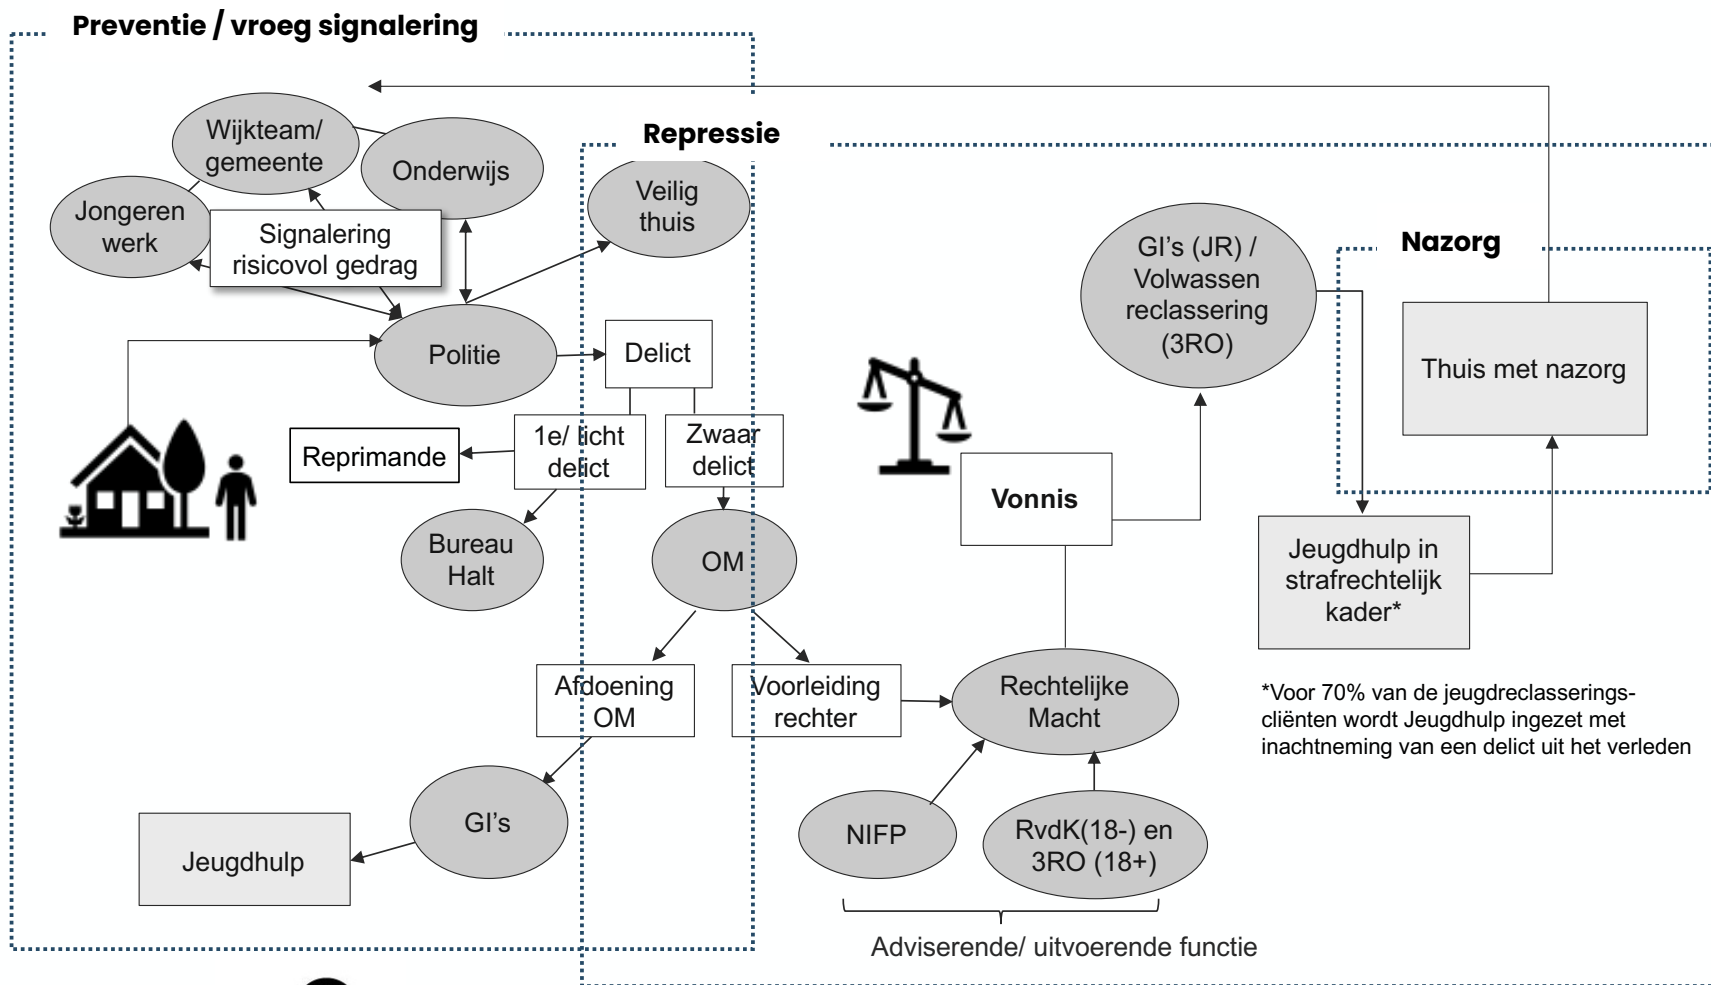 Preventie / vroeg signalering
Wijkteam/
gemeente
Onderwijs
Jongeren
werk
Signalering
risicovol gedrag
Repressie
Veilig
thuis
Politie
Delict
1e/ licht
delict
Zwaar
delict
Reprimande
Bureau
Halt
OM
Afdoening
OM
Voorleiding
rechter
GI's
Jeugdhulp
Rechtelijke
Macht
NIFP
RvdK(18-) en
3RO (18+)
Adviserende/ uitvoerende functie
Vonnis
GI's (JR) /
Volwassen
reclassering
(3RO)
Nazorg
Thuis met nazorg
Jeugdhulp in
strafrechtelijk
kader*
*Voor 70% van de jeugdreclasserings-
cliënten wordt Jeugdhulp ingezet met
inachtneming van een delict uit het verleden